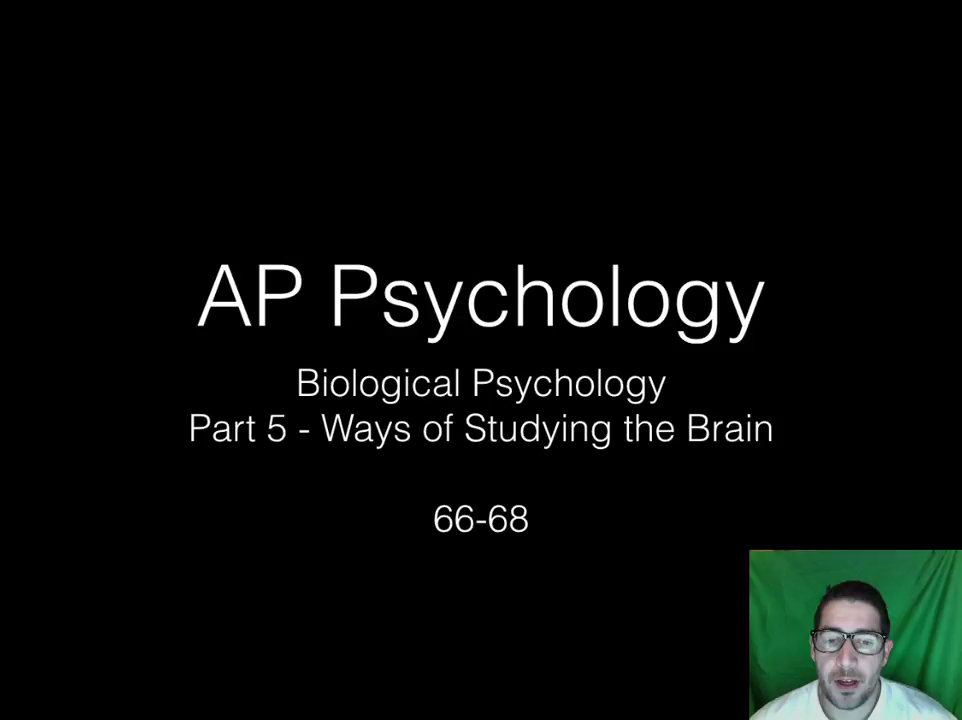 AP Psychology
Biological Psychology
Part 5 - Ways of Studying the Brain
66-68